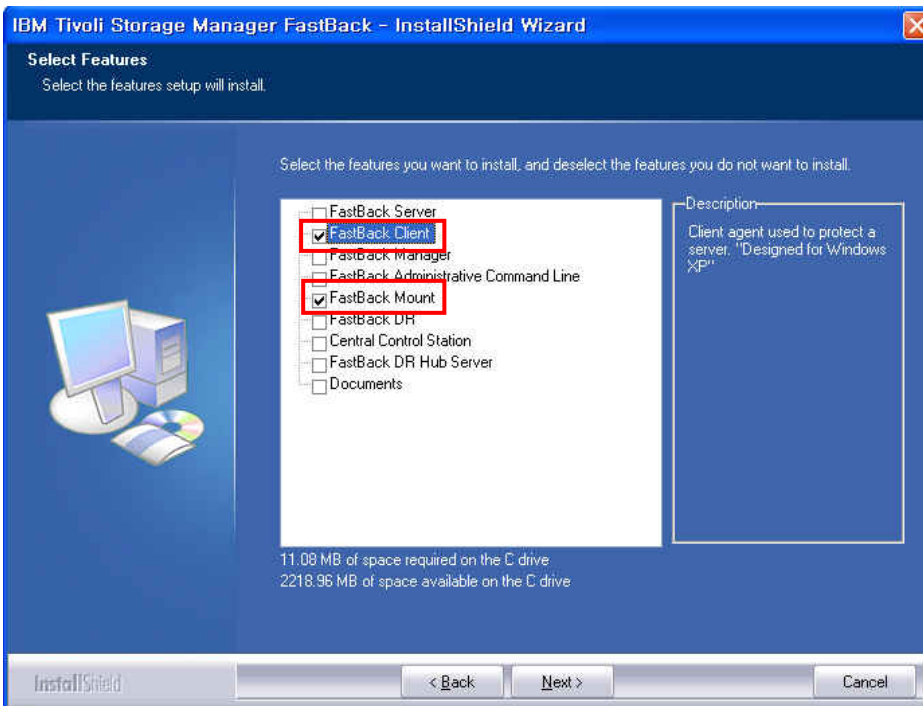 IBM Tivoli Storage Manager FastBack - InstallShield Wizard
Select Features
Select the features setup will install.
Select the features you want to install, and deselect the features you do not want to install.
FastBack Server
FastBack Client
FastBack Manager
FastBack Administrative Command Line
FastBack Mount
FastBack DR
Central Control Station
FastBack DR Hub Server
Documents
Description
Client agent used to protect a
server. "Designed for Windows
XP"
11.08 MB of space required on the C drive
2218.96 MB of space available on the C drive
InstallShield
< Back
Next >
Cancel